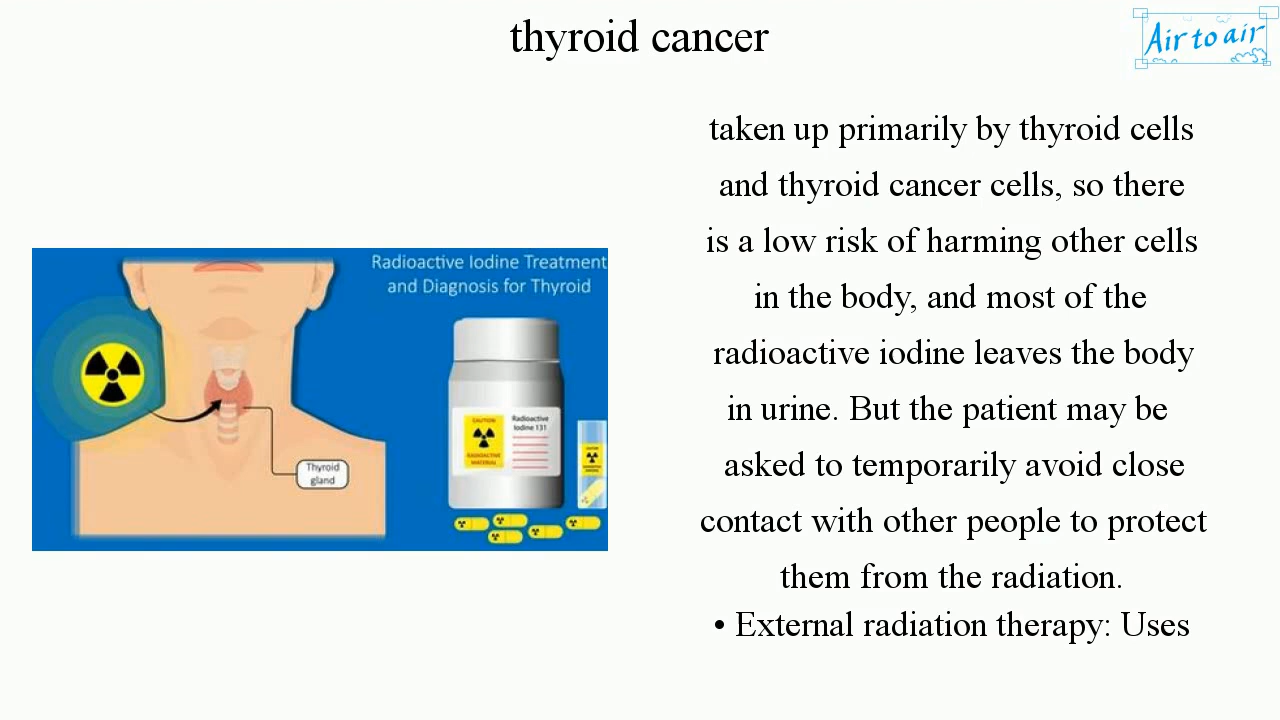 thyroid cancer
Air to air
taken up primarily by thyroid cells
and thyroid cancer cells, so there
is a low risk of harming other cells
in the body, and most of the
radioactive iodine leaves the body
in urine. But the patient may be
asked to temporarily avoid close
contact with other people to protect
them from the radiation.
• External radiation therapy: Uses
Radioactive Iodine Treatment
and Diagnosis for Thyroid
Thyroid
gland
CAUTION
RADIOACTIVE
MATERIAL
Radioactive
Iodine 131